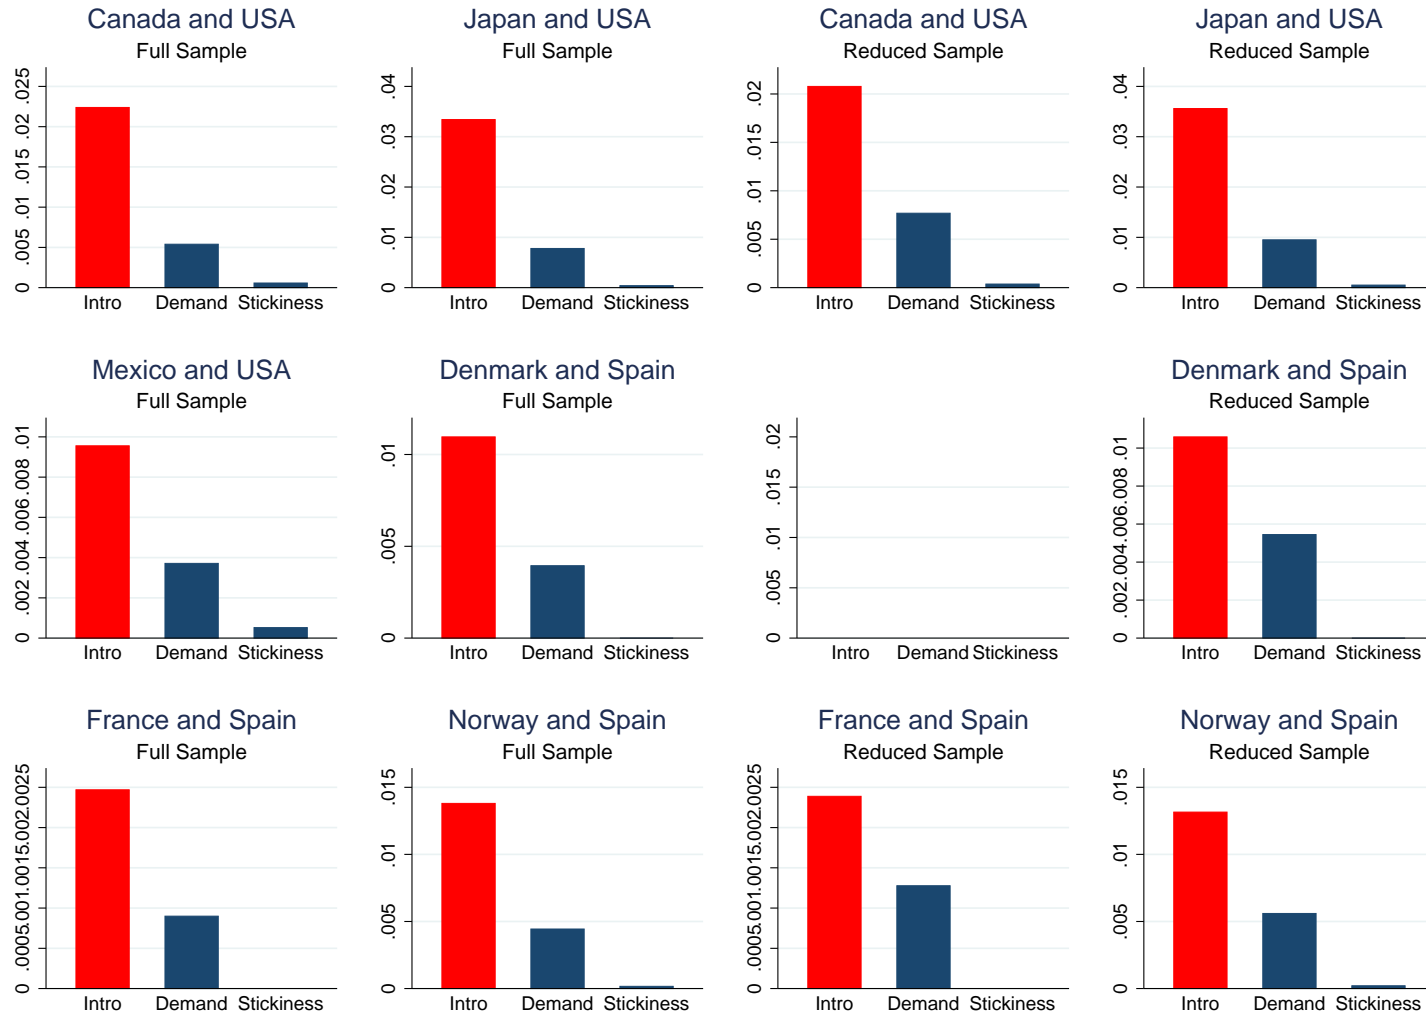 Canada and USA
Full Sample
0 .005 .01 .015 .02 .025
Intro Demand Stickiness
Japan and USA
Full Sample
0 .01 .02 .03 .04
Intro Demand Stickiness
Canada and USA
Reduced Sample
0 .005 .01 .015 .02
Intro Demand Stickiness
Japan and USA
Reduced Sample
0 .01 .02 .03 .04
Intro Demand Stickiness
Mexico and USA
Full Sample
0 .002 .004 .006 .008 .01
Intro Demand Stickiness
Denmark and Spain
Full Sample
0 .005 .01
Intro Demand Stickiness
0 .005 .01 .015 .02
Intro Demand Stickiness
Denmark and Spain
Reduced Sample
0 .002 .004 .006 .008 .01
Intro Demand Stickiness
France and Spain
Full Sample
0 .0005 .001 .0015 .002 .0025
Intro Demand Stickiness
Norway and Spain
Full Sample
0 .005 .01 .015
Intro Demand Stickiness
France and Spain
Reduced Sample
0 .0005 .001 .0015 .002 .0025
Intro Demand Stickiness
Norway and Spain
Reduced Sample
0 .005 .01 .015
Intro Demand Stickiness